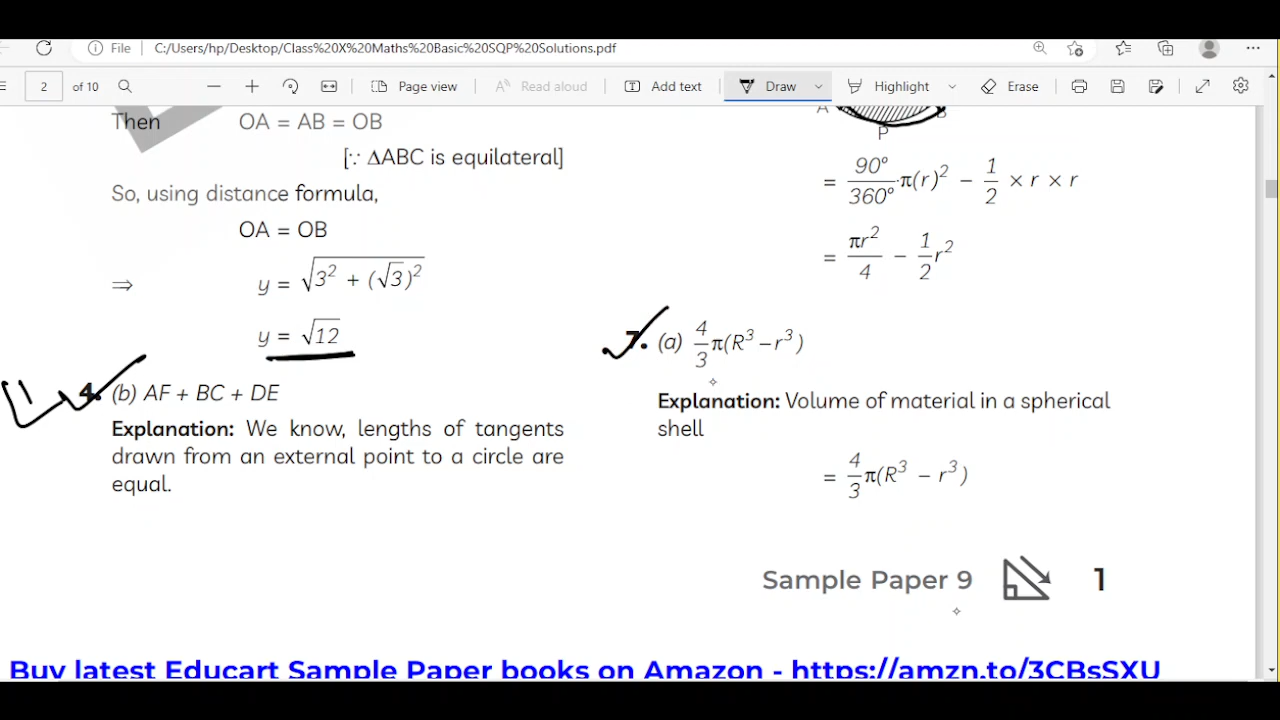 File C:/Users/hp/Desktop/Class%20X%20Maths%20Basic%20SQP%20Solutions.pdf
2 of 10 Page view Read aloud Add text Draw Highlight Erase
Then OA = AB = OB
[∵ ΔABC is equilateral]
So, using distance formula,
OA = OB
⇒ y = √(3² + (√3)²)
y = √12
4. (b) AF + BC + DE
Explanation: We know, lengths of tangents
drawn from an external point to a circle are
equal.
A B
P
= 90°/360° π(r)² − 1/2 × r × r
= πr²/4 − 1/2 r²
7. (a) 4/3 π(R³ − r³)
Explanation: Volume of material in a spherical
shell
= 4/3 π(R³ − r³)
Sample Paper 9 1
Buy latest Educart Sample Paper books on Amazon - https://amzn.to/3CBsSXU